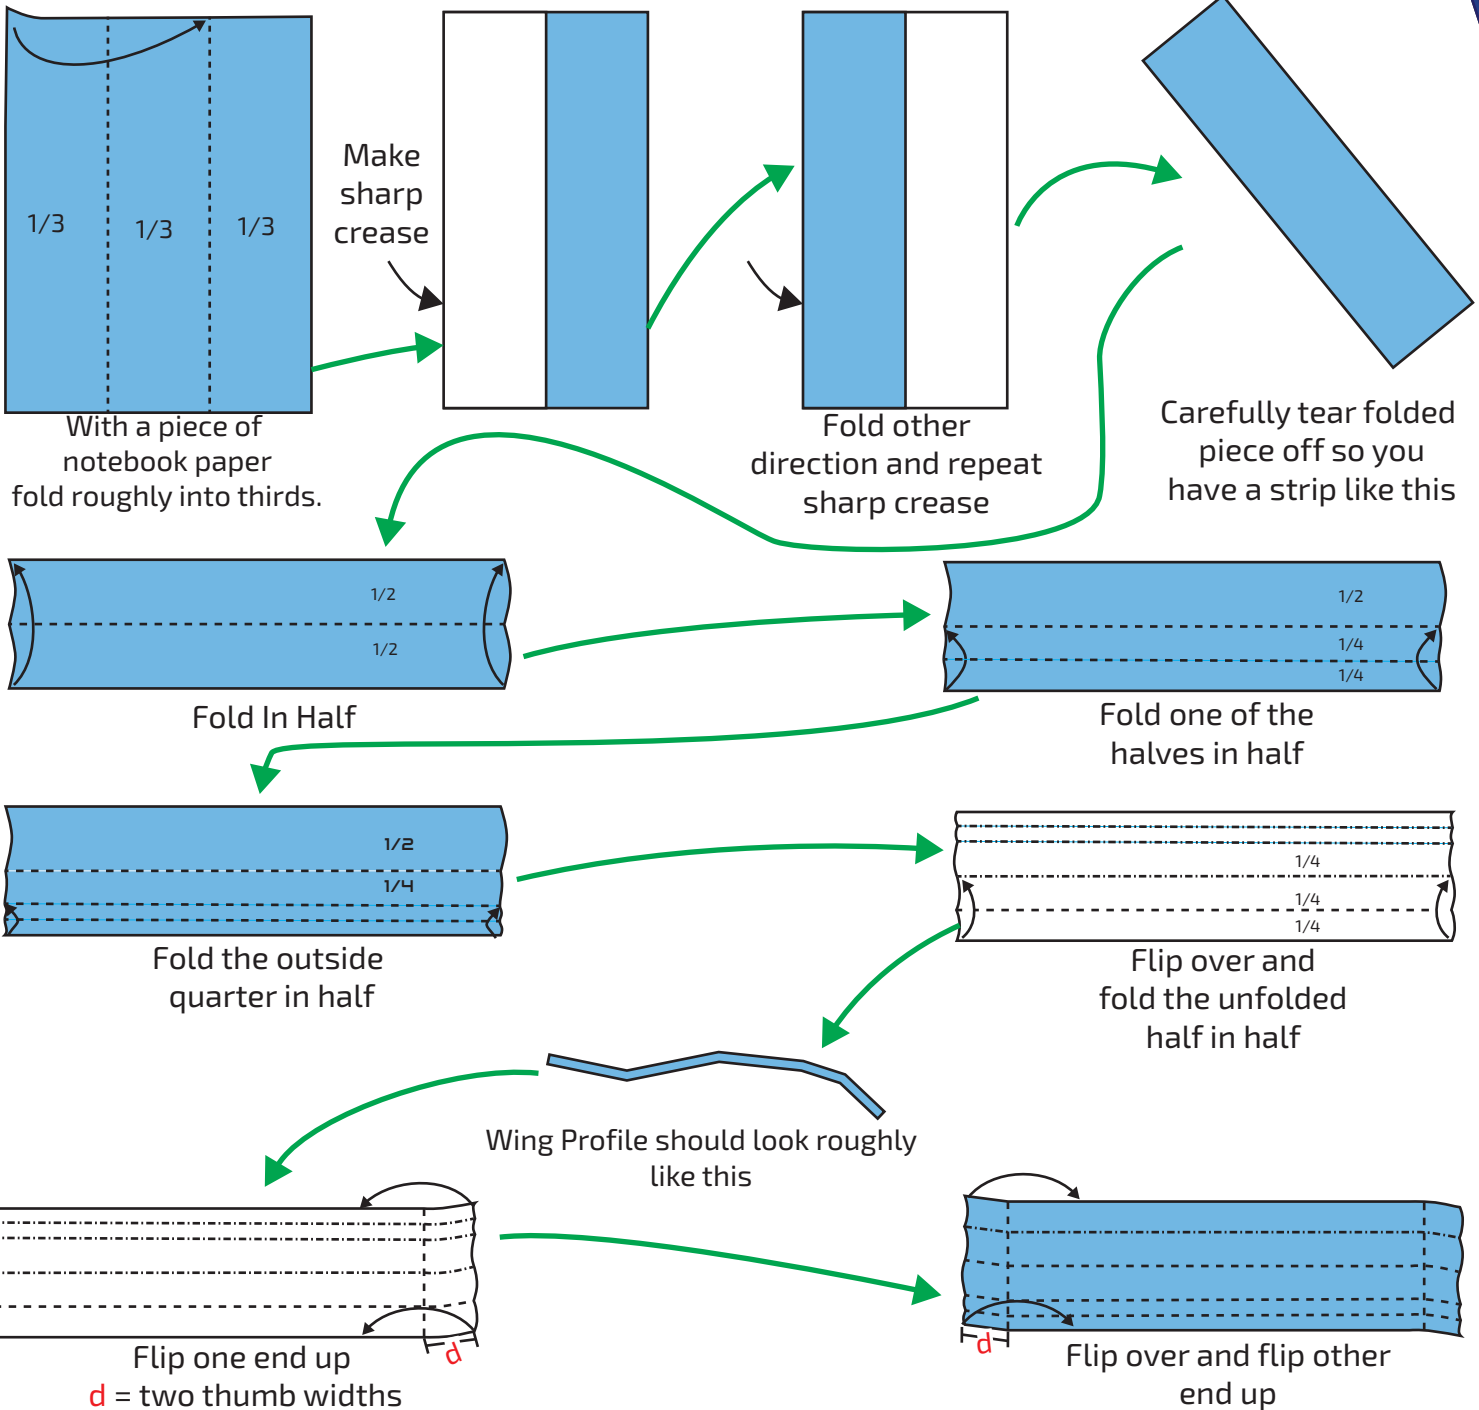 1/3
1/3
1/3
With a piece of
notebook paper
fold roughly into thirds.
Make
sharp
crease
Fold other
direction and repeat
sharp crease
Carefully tear folded
piece off so you
have a strip like this
1/2
1/2
Fold In Half
1/2
1/4
1/4
Fold one of the
halves in half
1/2
1/4
Fold the outside
quarter in half
1/4
1/4
1/4
Flip over and
fold the unfolded
half in half
Wing Profile should look roughly
like this
d
Flip one end up
d = two thumb widths
d
Flip over and flip other
end up